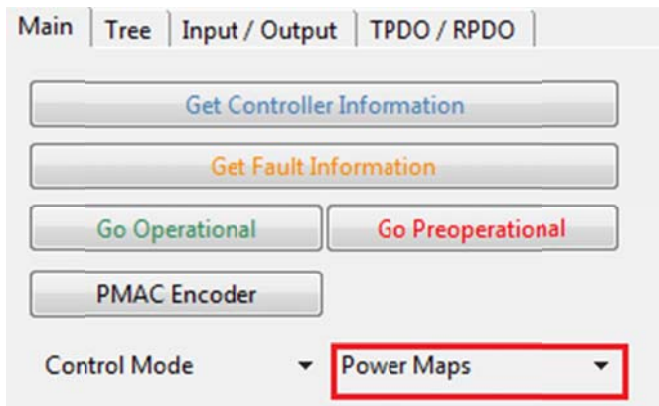 Main Tree Input / Output TPDO / RPDO
Get Controller Information
Get Fault Information
Go Operational Go Preoperational
PMAC Encoder
Control Mode Power Maps